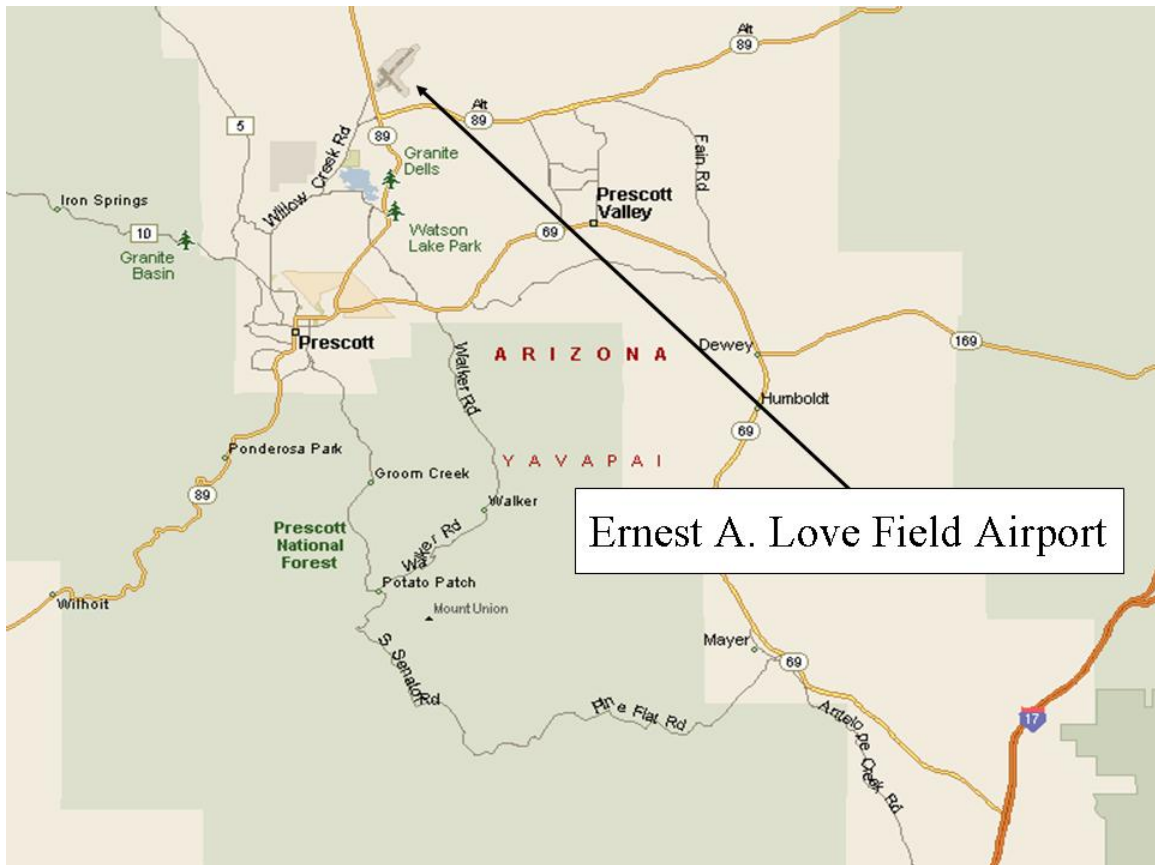 Alt
89
5
Alt
89
89
Willow Creek Rd
Granite
Dells
Fain Rd
Iron Springs
Prescott
Valley
10
Granite
Basin
Watson
Lake Park
69
Prescott
ARIZONA
Dewey
169
Walker Rd
Humboldt
69
Ponderosa Park
YAVAPAI
Groom Creek
89
Walker
Ernest A. Love Field Airport
Prescott
National
Forest
Walker Rd
Potato Patch
Wilhoit
Mount Union
S Senator Rd
Mayer
69
Pine Flat Rd
Antelope Creek Rd
17